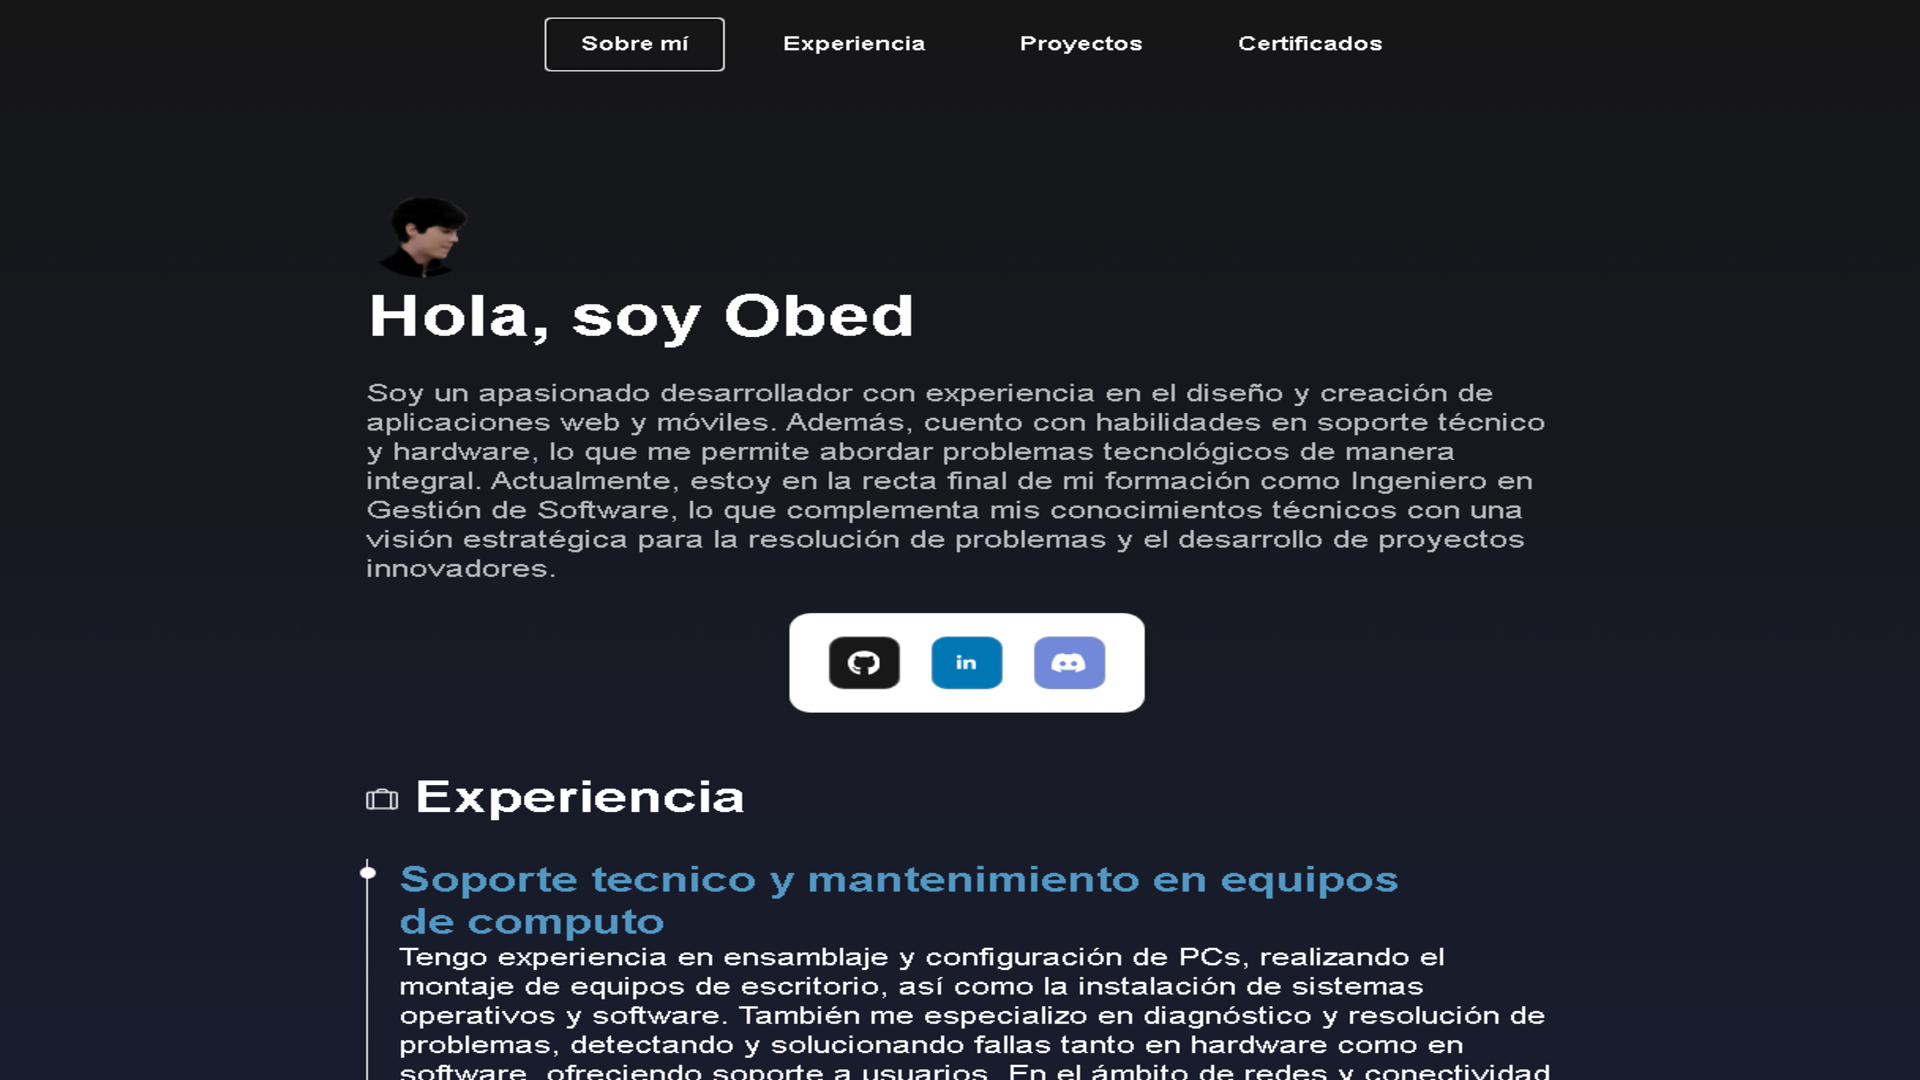 Sobre mí Experiencia Proyectos Certificados
Hola, soy Obed
Soy un apasionado desarrollador con experiencia en el diseño y creación de
aplicaciones web y móviles. Además, cuento con habilidades en soporte técnico
y hardware, lo que me permite abordar problemas tecnológicos de manera
integral. Actualmente, estoy en la recta final de mi formación como Ingeniero en
Gestión de Software, lo que complementa mis conocimientos técnicos con una
visión estratégica para la resolución de problemas y el desarrollo de proyectos
innovadores.
in
Experiencia
Soporte tecnico y mantenimiento en equipos
de computo
Tengo experiencia en ensamblaje y configuración de PCs, realizando el
montaje de equipos de escritorio, así como la instalación de sistemas
operativos y software. También me especializo en diagnóstico y resolución de
problemas, detectando y solucionando fallas tanto en hardware como en
software, ofreciendo soporte a usuarios. En el ámbito de redes y conectividad